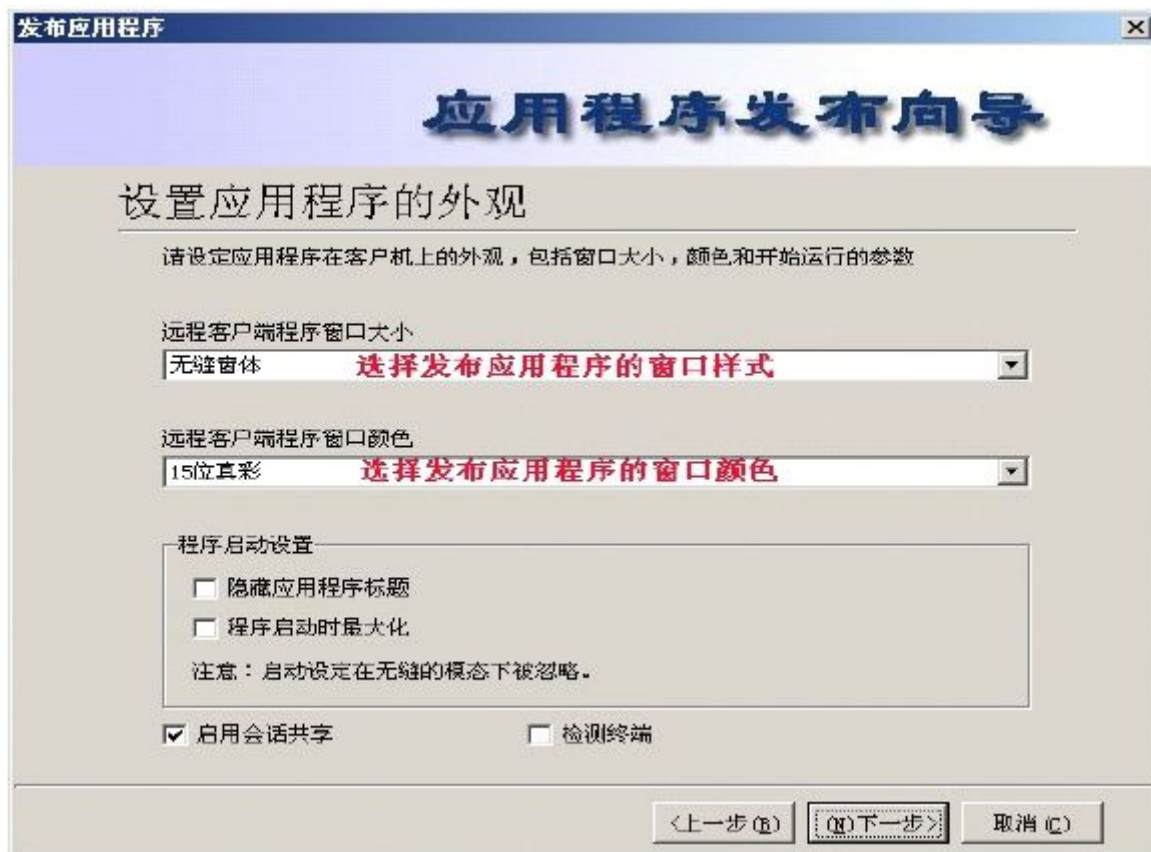 发布应用程序
应用程序发布向导
设置应用程序的外观
请设定应用程序在客户机上的外观，包括窗口大小，颜色和开始运行的参数
远程客户端程序窗口大小
无缝窗体 选择发布应用程序的窗口样式
远程客户端程序窗口颜色
15位真彩 选择发布应用程序的窗口颜色
程序启动设置
隐藏应用程序标题
程序启动时最大化
注意：启动设定在无缝的模态下被忽略。
启用会话共享 检测终端
<上一步(B) (N)下一步> 取消(C)